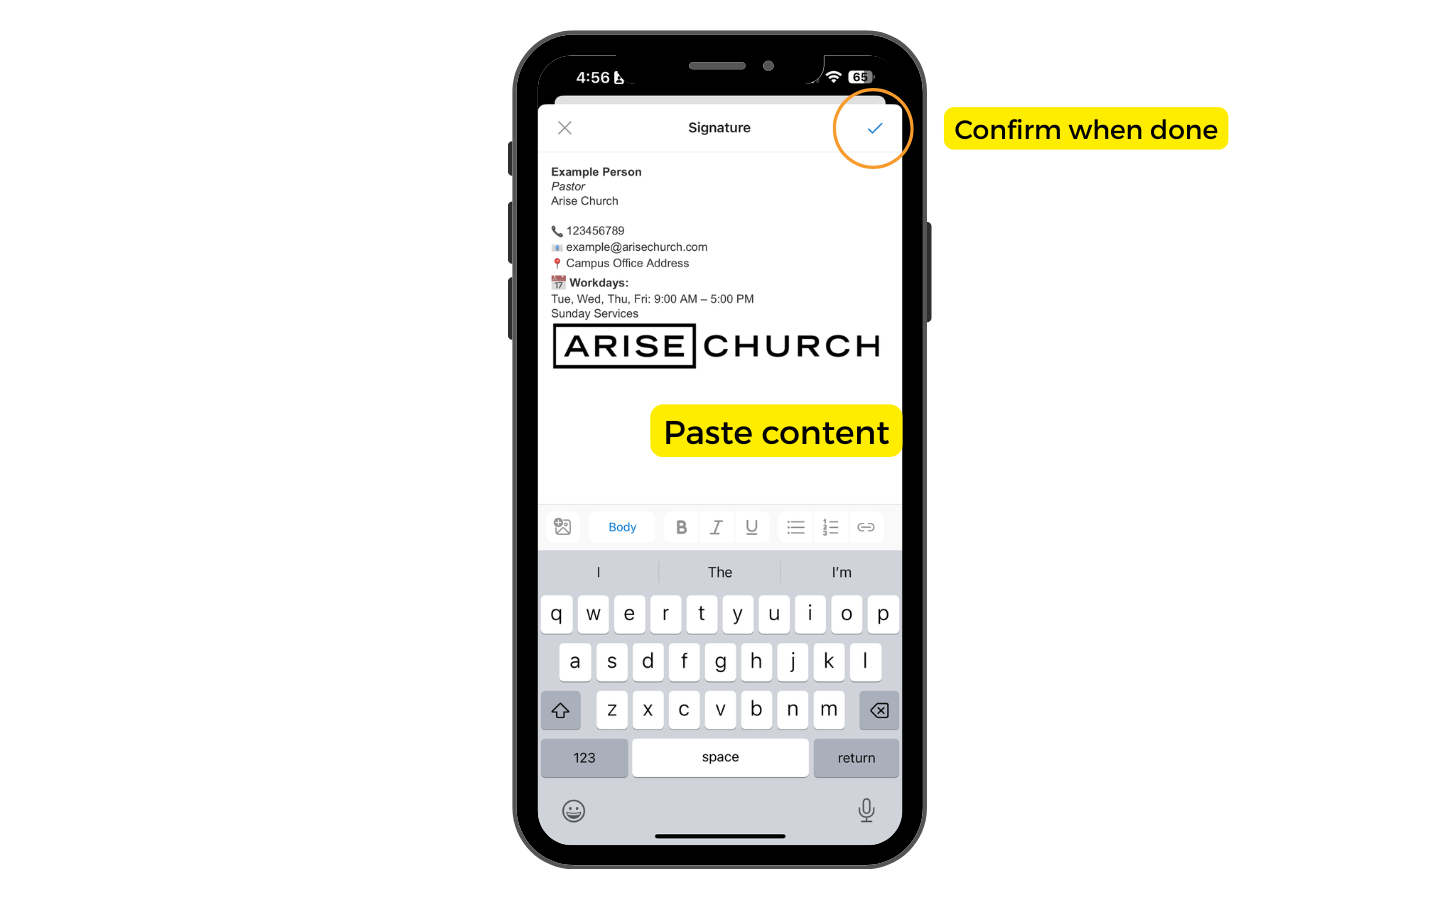 4:56
65
Signature
Confirm when done
Example Person
Pastor
Arise Church
📞 123456789
📧 example@arisechurch.com
📍 Campus Office Address
📅 Workdays:
Tue, Wed, Thu, Fri: 9:00 AM – 5:00 PM
Sunday Services
ARISE CHURCH
Paste content
Body B I U
I The I'm
q w e r t y u i o p
a s d f g h j k l
z x c v b n m
123 space return